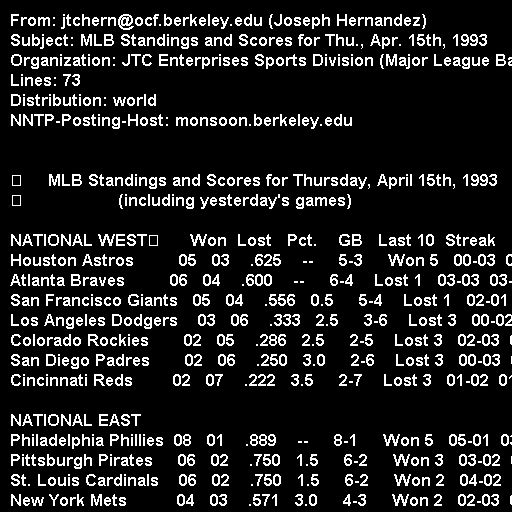 From: jtchern@ocf.berkeley.edu (Joseph Hernandez)
Subject: MLB Standings and Scores for Thu., Apr. 15th, 1993
Organization: JTC Enterprises Sports Division (Major League Ba
Lines: 73
Distribution: world
NNTP-Posting-Host: monsoon.berkeley.edu
MLB Standings and Scores for Thursday, April 15th, 1993
(including yesterday's games)
NATIONAL WEST Won Lost Pct. GB Last 10 Streak
Houston Astros 05 03 .625 -- 5-3 Won 5 00-03 0
Atlanta Braves 06 04 .600 -- 6-4 Lost 1 03-03 03-
San Francisco Giants 05 04 .556 0.5 5-4 Lost 1 02-01
Los Angeles Dodgers 03 06 .333 2.5 3-6 Lost 3 00-02
Colorado Rockies 02 05 .286 2.5 2-5 Lost 3 02-03
San Diego Padres 02 06 .250 3.0 2-6 Lost 3 00-03
Cincinnati Reds 02 07 .222 3.5 2-7 Lost 3 01-02 01
NATIONAL EAST
Philadelphia Phillies 08 01 .889 -- 8-1 Won 5 05-01 03
Pittsburgh Pirates 06 02 .750 1.5 6-2 Won 3 03-02
St. Louis Cardinals 06 02 .750 1.5 6-2 Won 2 04-02
New York Mets 04 03 .571 3.0 4-3 Won 2 02-03